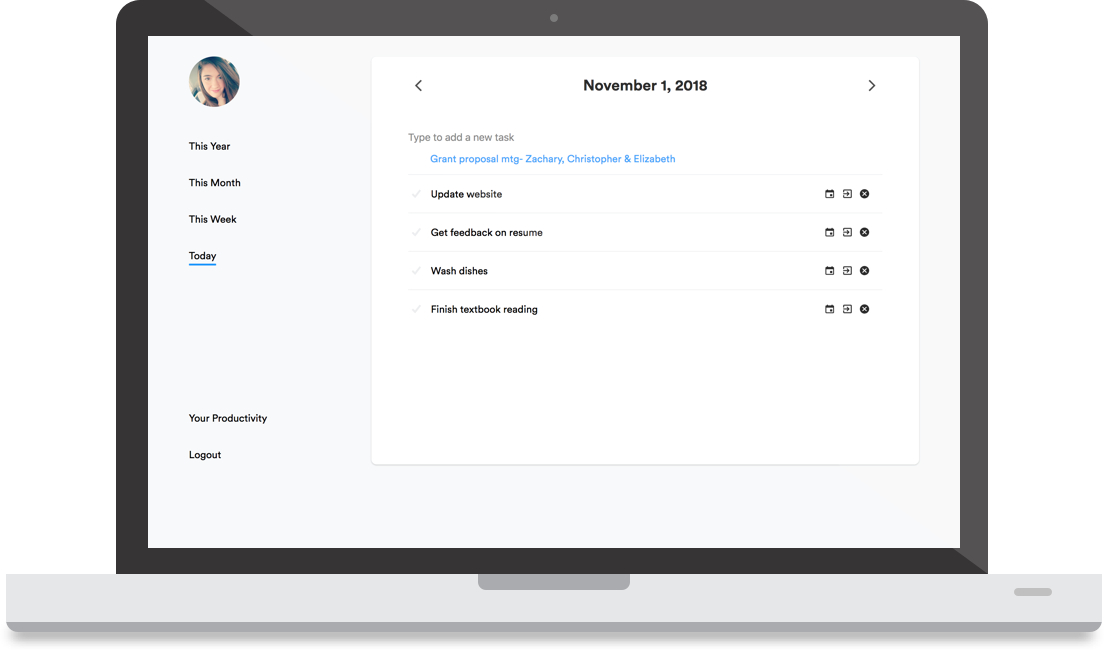 This Year
This Month
This Week
Today
Your Productivity
Logout
November 1, 2018
Type to add a new task
Grant proposal mtg- Zachary, Christopher & Elizabeth
Update website
Get feedback on resume
Wash dishes
Finish textbook reading